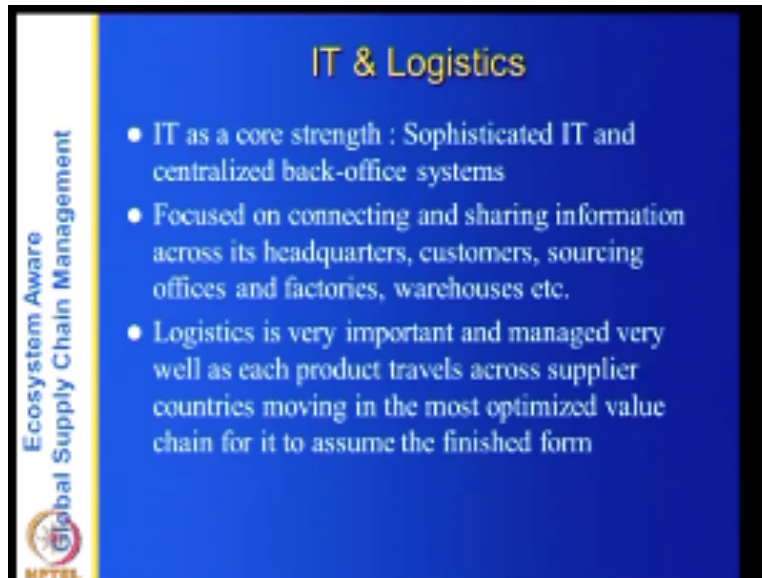 IT & Logistics
● IT as a core strength : Sophisticated IT and
centralized back-office systems
● Focused on connecting and sharing information
across its headquarters, customers, sourcing
offices and factories, warehouses etc.
● Logistics is very important and managed very
well as each product travels across supplier
countries moving in the most optimized value
chain for it to assume the finished form
Ecosystem Aware
Global Supply Chain Management
NPTEL